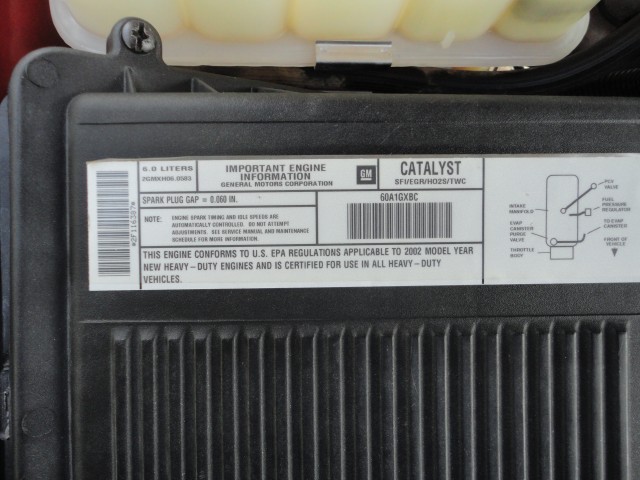 6.0 LITERS
2GMXH06.0583
IMPORTANT ENGINE
INFORMATION
GENERAL MOTORS CORPORATION
GM
CATALYST
SFI/EGR/HO2S/TWC
SPARK PLUG GAP = 0.060 IN.
60A1GXBC
NOTE:
ENGINE SPARK TIMING AND IDLE SPEEDS ARE
AUTOMATICALLY CONTROLLED. DO NOT ATTEMPT
ADJUSTMENTS. SEE SERVICE MANUAL AND MAINTENANCE
SCHEDULE FOR MORE INFORMATION.
THIS ENGINE CONFORMS TO U.S. EPA REGULATIONS APPLICABLE TO 2002 MODEL YEAR
NEW HEAVY-DUTY ENGINES AND IS CERTIFIED FOR USE IN ALL HEAVY-DUTY
VEHICLES.
*2F116387*
PCV
VALVE
FUEL
PRESSURE
REGULATOR
INTAKE
MANIFOLD
EVAP
CANISTER
PURGE
VALVE
TO EVAP
CANISTER
THROTTLE
BODY
FRONT OF
VEHICLE